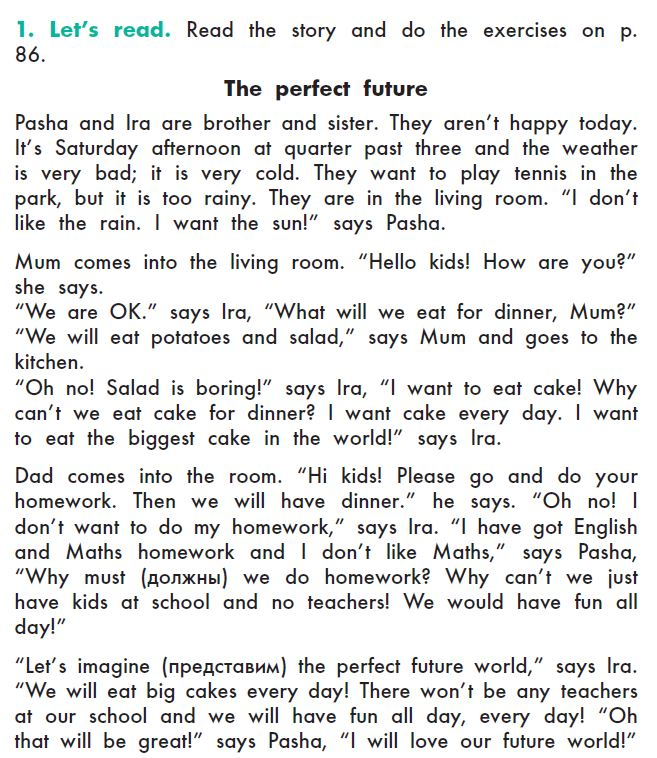 1. Let’s read. Read the story and do the exercises on p.
86.
The perfect future
Pasha and Ira are brother and sister. They aren’t happy today.
It’s Saturday afternoon at quarter past three and the weather
is very bad; it is very cold. They want to play tennis in the
park, but it is too rainy. They are in the living room. “I don’t
like the rain. I want the sun!” says Pasha.
Mum comes into the living room. “Hello kids! How are you?”
she says.
“We are OK.” says Ira, “What will we eat for dinner, Mum?”
“We will eat potatoes and salad,” says Mum and goes to the
kitchen.
“Oh no! Salad is boring!” says Ira, “I want to eat cake! Why
can’t we eat cake for dinner? I want cake every day. I want
to eat the biggest cake in the world!” says Ira.
Dad comes into the room. “Hi kids! Please go and do your
homework. Then we will have dinner.” he says. “Oh no! I
don’t want to do my homework,” says Ira. “I have got English
and Maths homework and I don’t like Maths,” says Pasha,
“Why must (должны) we do homework? Why can’t we just
have kids at school and no teachers! We would have fun all
day!”
“Let’s imagine (представим) the perfect future world,” says Ira.
“We will eat big cakes every day! There won’t be any teachers
at our school and we will have fun all day, every day! “Oh
that will be great!” says Pasha, “I will love our future world!”